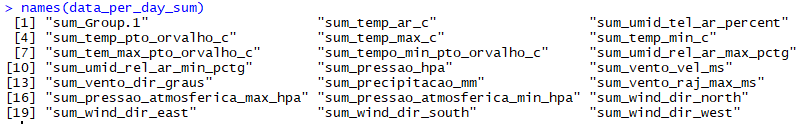 > names(data_per_day_sum)
[1] "sum_Group.1" "sum_temp_ar_c" "sum_umid_tel_ar_percent"
[4] "sum_temp_pto_orvalho_c" "sum_temp_max_c" "sum_temp_min_c"
[7] "sum_tem_max_pto_orvalho_c" "sum_tempo_min_pto_orvalho_c" "sum_umid_rel_ar_max_pctg"
[10] "sum_umid_rel_ar_min_pctg" "sum_pressao_hpa" "sum_vento_vel_ms"
[13] "sum_vento_dir_graus" "sum_precipitacao_mm" "sum_vento_raj_max_ms"
[16] "sum_pressao_atmosferica_max_hpa" "sum_pressao_atmosferica_min_hpa" "sum_wind_dir_north"
[19] "sum_wind_dir_east" "sum_wind_dir_south" "sum_wind_dir_west"